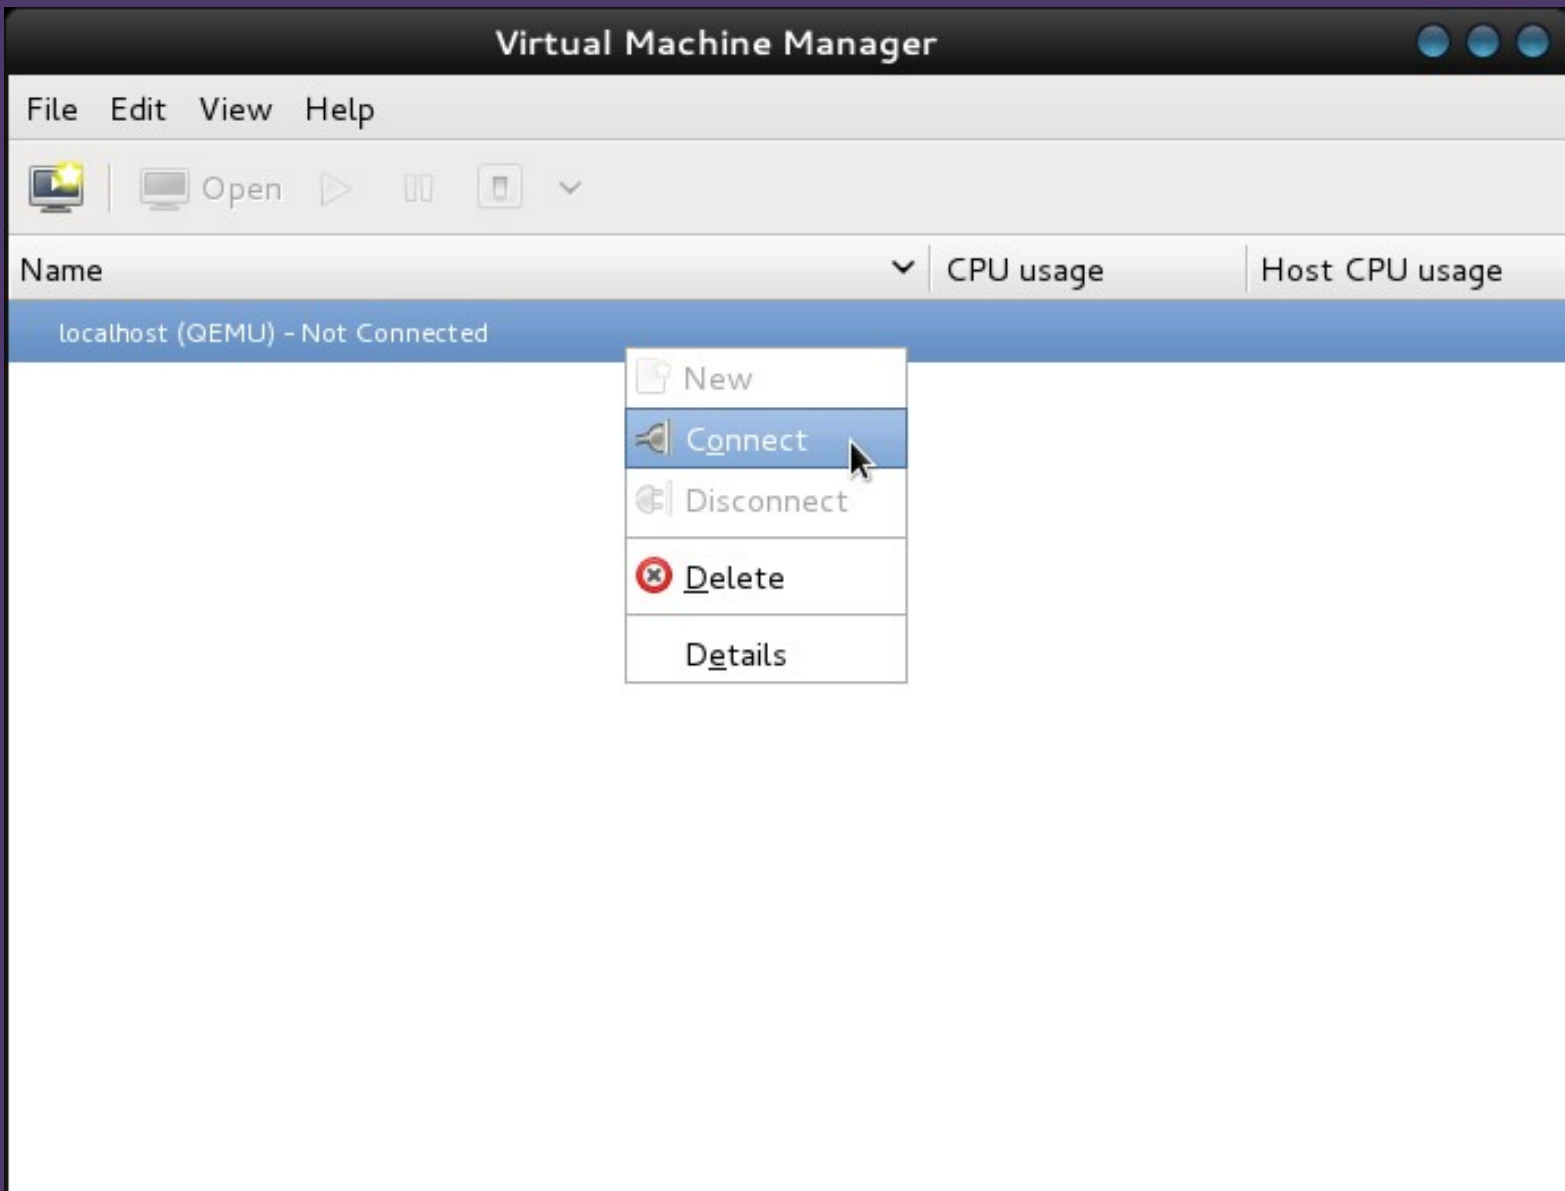 Virtual Machine Manager
File Edit View Help
Open
Name CPU usage Host CPU usage
localhost (QEMU) - Not Connected
New
Connect
Disconnect
Delete
Details